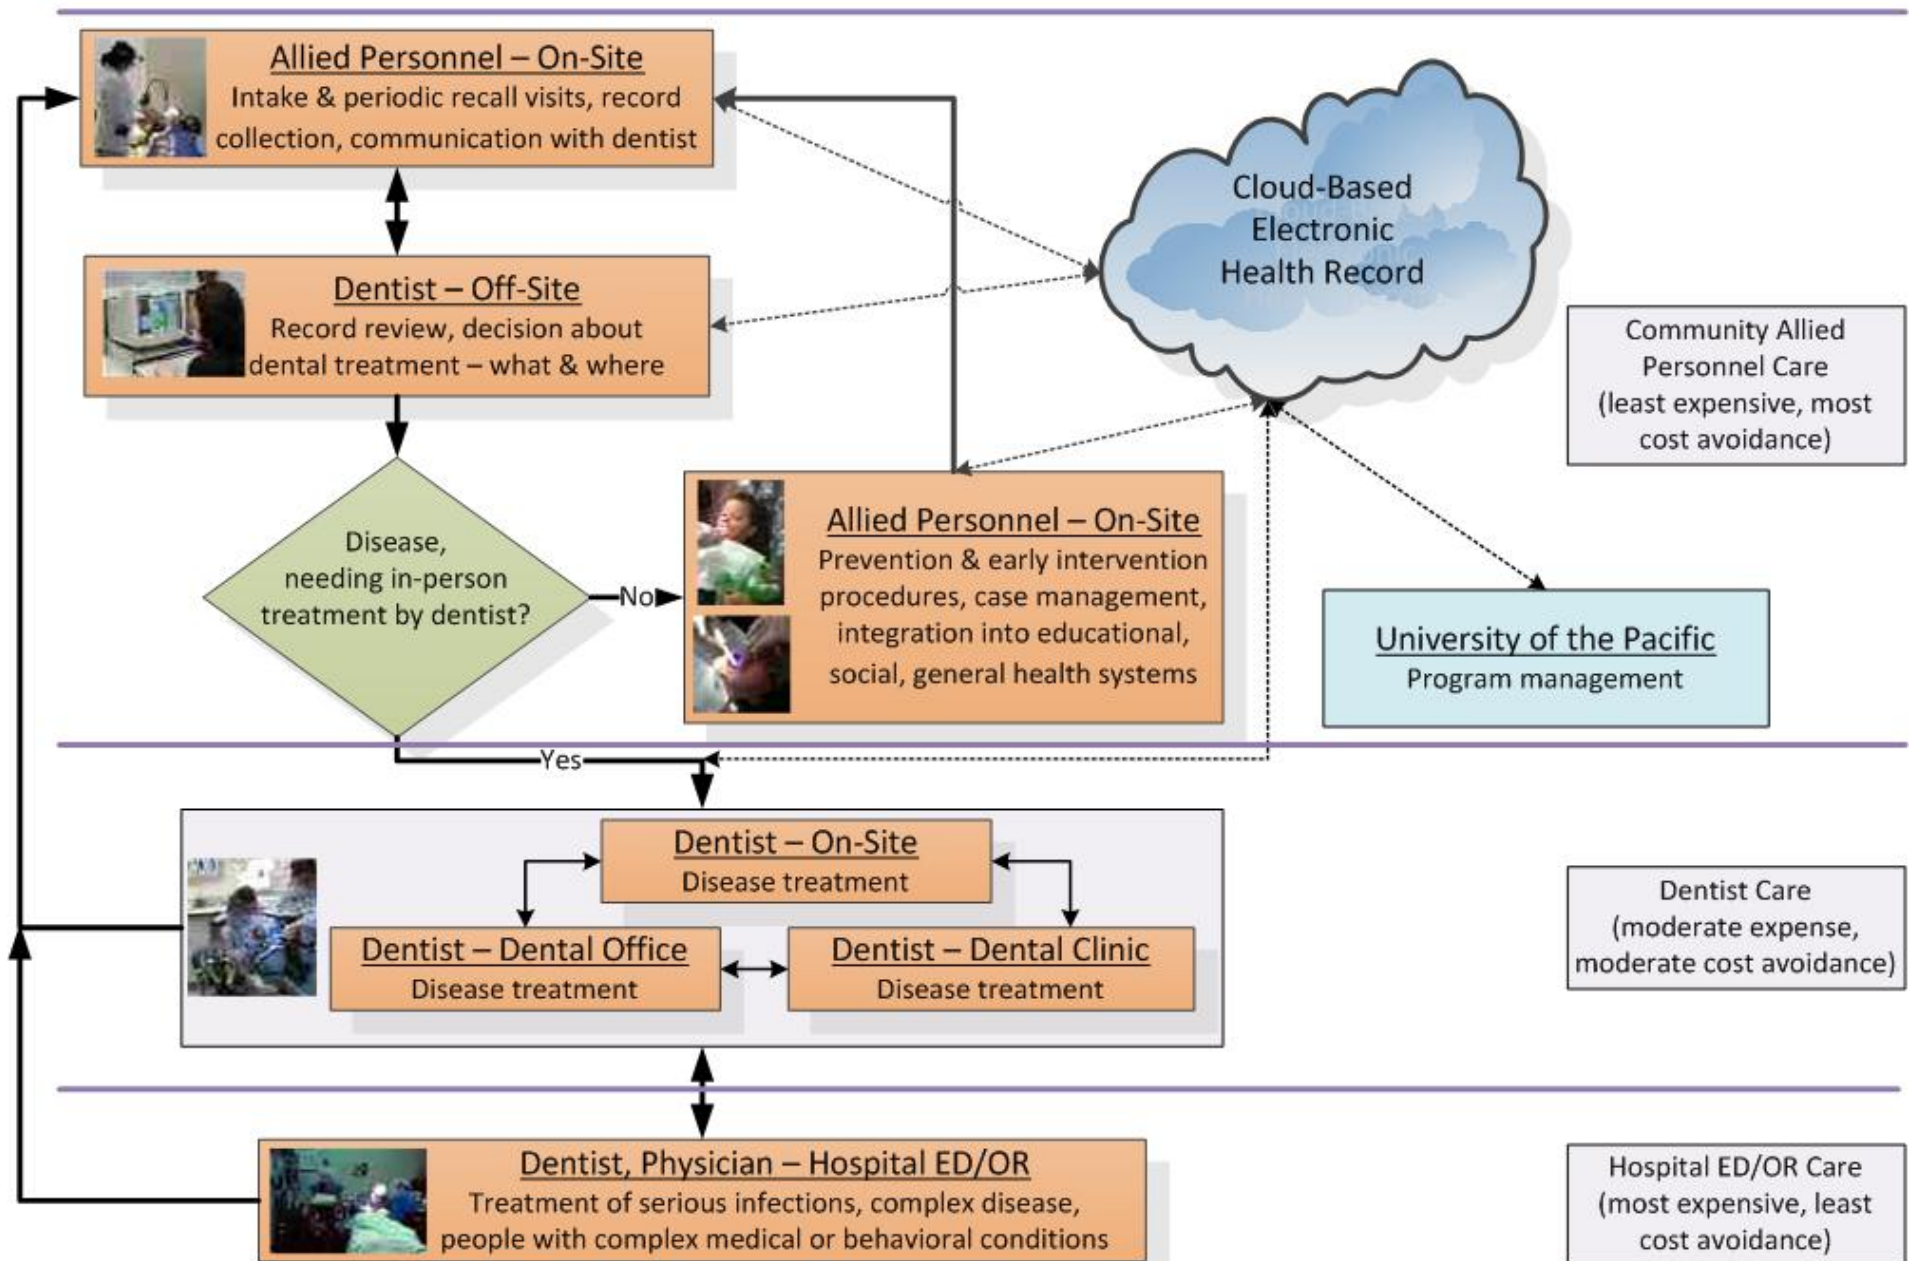 Allied Personnel – On-Site
Intake & periodic recall visits, record
collection, communication with dentist
Cloud-Based
Electronic
Health Record
Dentist – Off-Site
Record review, decision about
dental treatment – what & where
Community Allied
Personnel Care
(least expensive, most
cost avoidance)
Disease,
needing in-person
treatment by dentist?
No
Allied Personnel – On-Site
Prevention & early intervention
procedures, case management,
integration into educational,
social, general health systems
University of the Pacific
Program management
Yes
Dentist – On-Site
Disease treatment
Dentist – Dental Office
Disease treatment
Dentist – Dental Clinic
Disease treatment
Dentist Care
(moderate expense,
moderate cost avoidance)
Dentist, Physician – Hospital ED/OR
Treatment of serious infections, complex disease,
people with complex medical or behavioral conditions
Hospital ED/OR Care
(most expensive, least
cost avoidance)